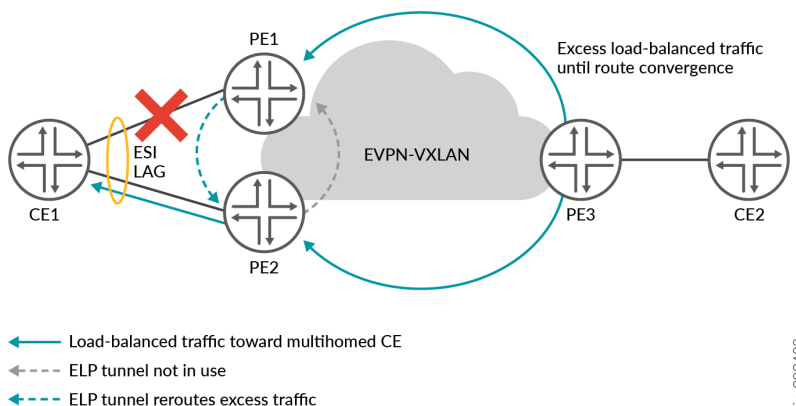 PE1
Excess load-balanced traffic
until route convergence
ESI
LAG
EVPN-VXLAN
CE1
PE3
CE2
PE2
Load-balanced traffic toward multihomed CE
ELP tunnel not in use
ELP tunnel reroutes excess traffic